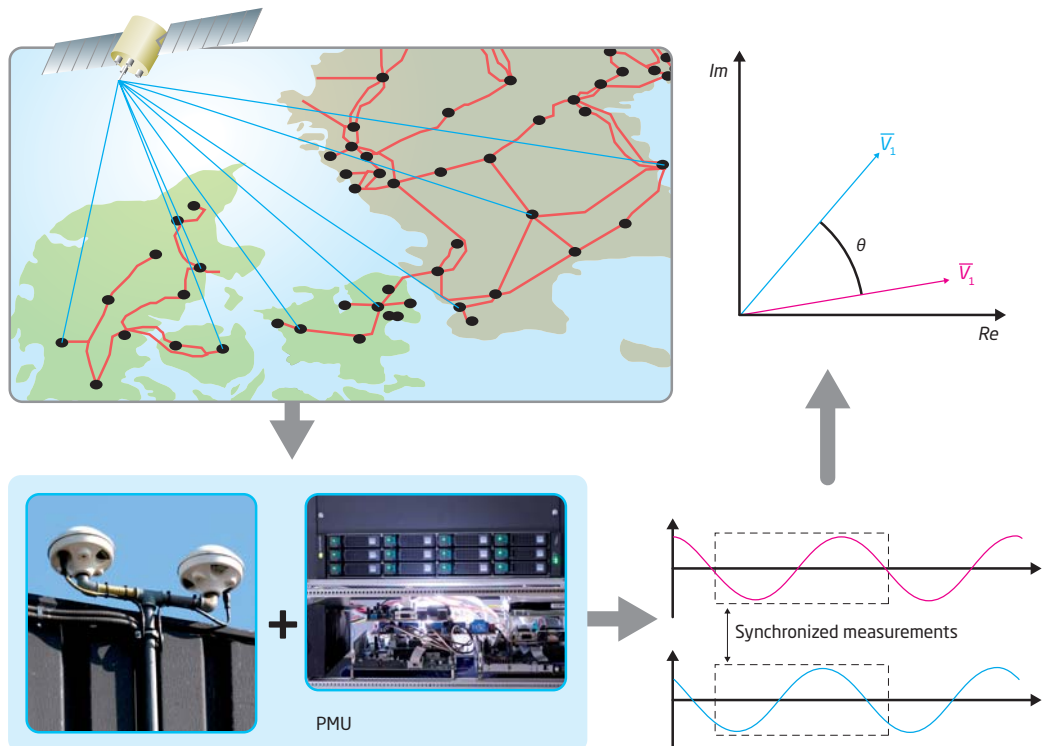 Im
V̅₁
θ
V̅₁
Re
+
PMU
Synchronized measurements